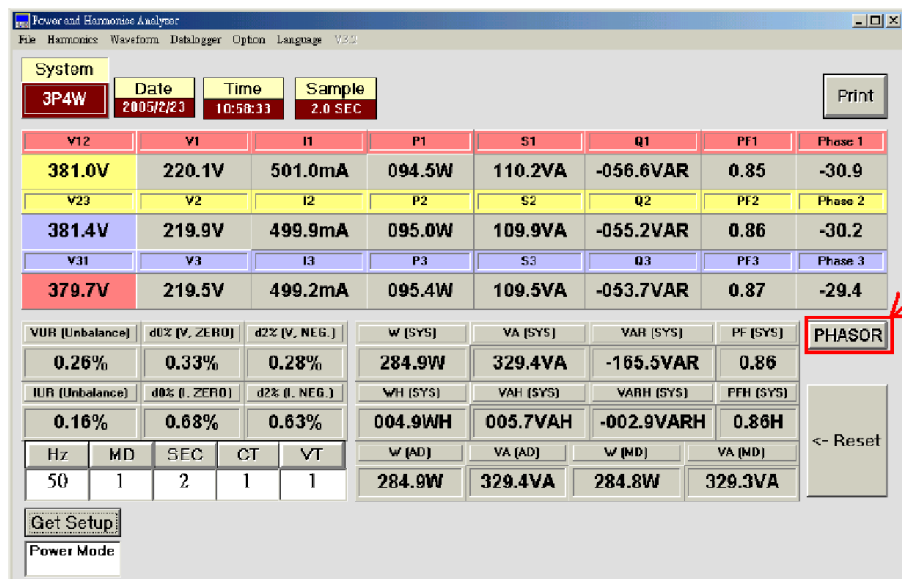 Power and Harmonics Analyzer
File Harmonics Waveform Datalogger Option Language V3.0
System
3P4W
Date Time Sample
2005/2/23 10:58:33 2.0 SEC
Print
V12 V1 I1 P1 S1 Q1 PF1 Phase 1
381.0V 220.1V 501.0mA 094.5W 110.2VA -056.6VAR 0.85 -30.9
V23 V2 I2 P2 S2 Q2 PF2 Phase 2
381.4V 219.9V 499.9mA 095.0W 109.9VA -055.2VAR 0.86 -30.2
V31 V3 I3 P3 S3 Q3 PF3 Phase 3
379.7V 219.5V 499.2mA 095.4W 109.5VA -053.7VAR 0.87 -29.4
VUR (Unbalance) d0% (V, ZERO) d2% (V, NEG.) W (SYS) VA (SYS) VAR (SYS) PF (SYS) PHASOR
0.26% 0.33% 0.28% 284.9W 329.4VA -165.5VAR 0.86
IUR (Unbalance) d0% (I, ZERO) d2% (I, NEG.) WH (SYS) VAH (SYS) VARH (SYS) PFH (SYS)
0.16% 0.68% 0.63% 004.9WH 005.7VAH -002.9VARH 0.86H
<- Reset
Hz MD SEC CT VT W (AD) VA (AD) W (MD) VA (MD)
50 1 2 1 1 284.9W 329.4VA 284.8W 329.3VA
Get Setup
Power Mode